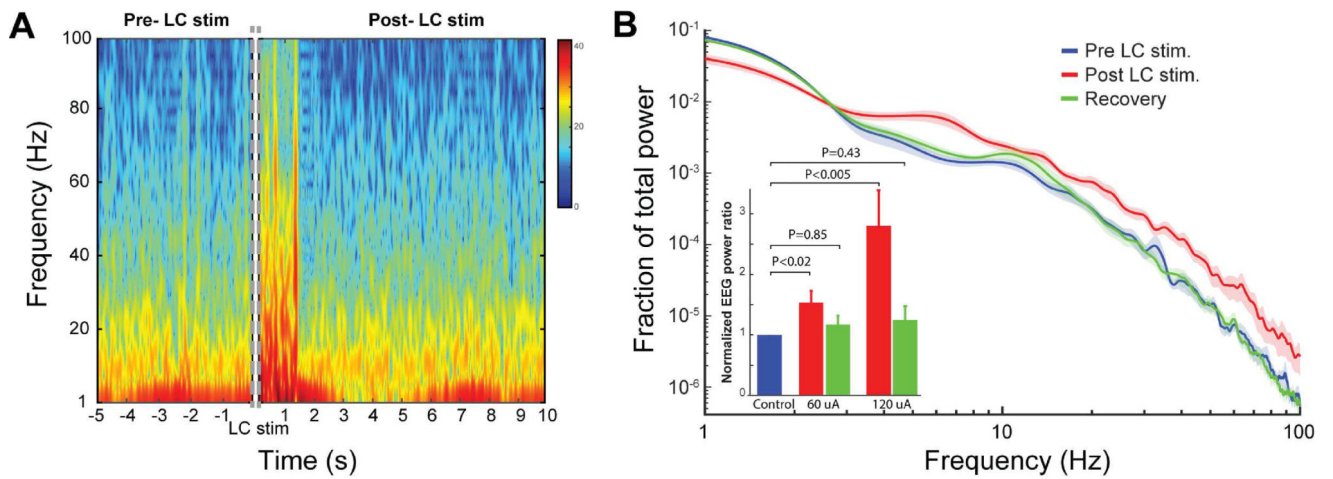 A
Pre- LC stim
Post- LC stim
Frequency (Hz)
100
80
60
40
20
1
40
20
0
-5 -4 -3 -2 -1 1 2 3 4 5 6 7 8 9 10
LC stim
Time (s)
B
Fraction of total power
10-1
10-2
10-3
10-4
10-5
10-6
Pre LC stim.
Post LC stim.
Recovery
P=0.43
P<0.005
P=0.85
P<0.02
Normalized EEG power ratio
3
2
2
1
1
0
Control 60 uA 120 uA
1 10 100
Frequency (Hz)